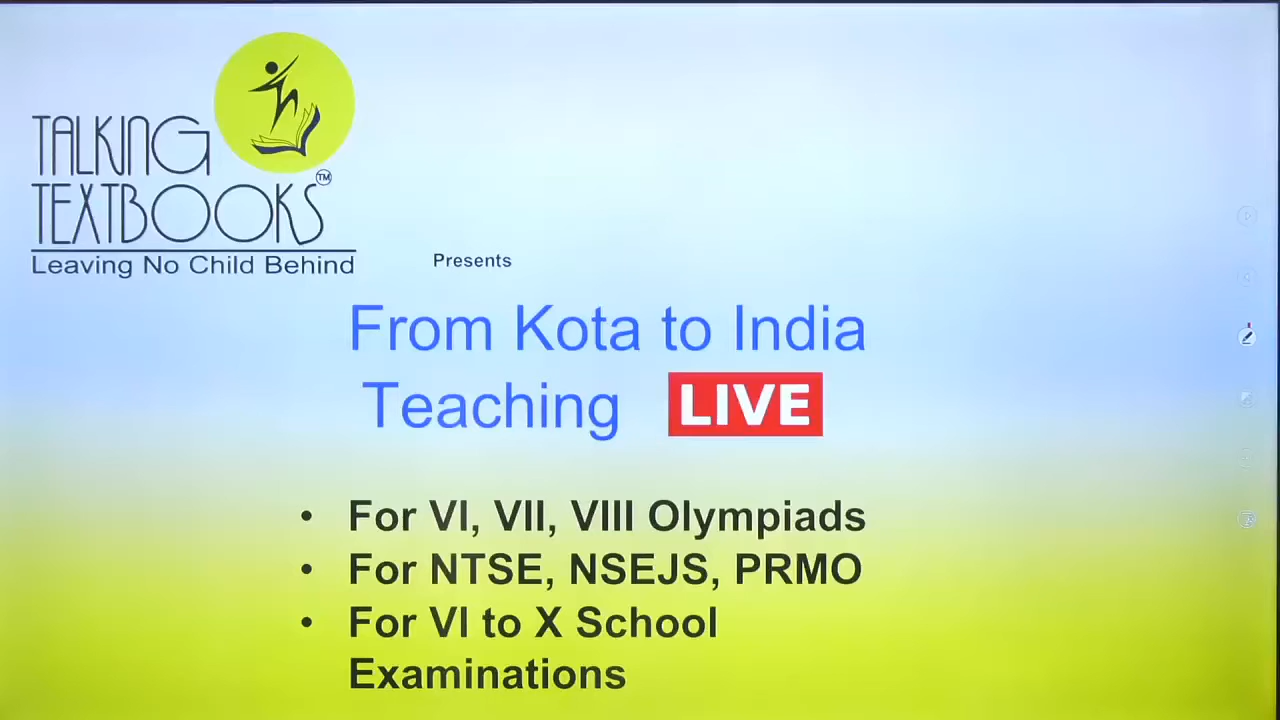 TALKING
TEXTBOOKS
TM
Leaving No Child Behind
Presents
From Kota to India
Teaching LIVE
• For VI, VII, VIII Olympiads
• For NTSE, NSEJS, PRMO
• For VI to X School
Examinations